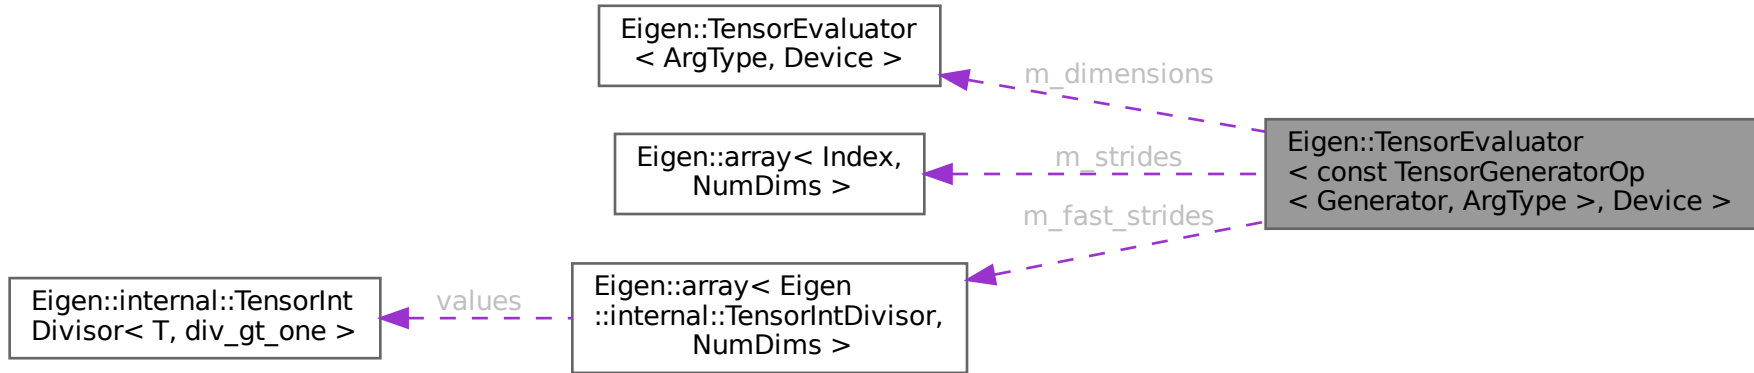 Eigen::TensorEvaluator
< ArgType, Device >
m_dimensions
Eigen::array< Index,
NumDims >
m_strides
Eigen::TensorEvaluator
< const TensorGeneratorOp
< Generator, ArgType >, Device >
m_fast_strides
Eigen::internal::TensorInt
Divisor< T, div_gt_one >
values
Eigen::array< Eigen
::internal::TensorIntDivisor,
NumDims >